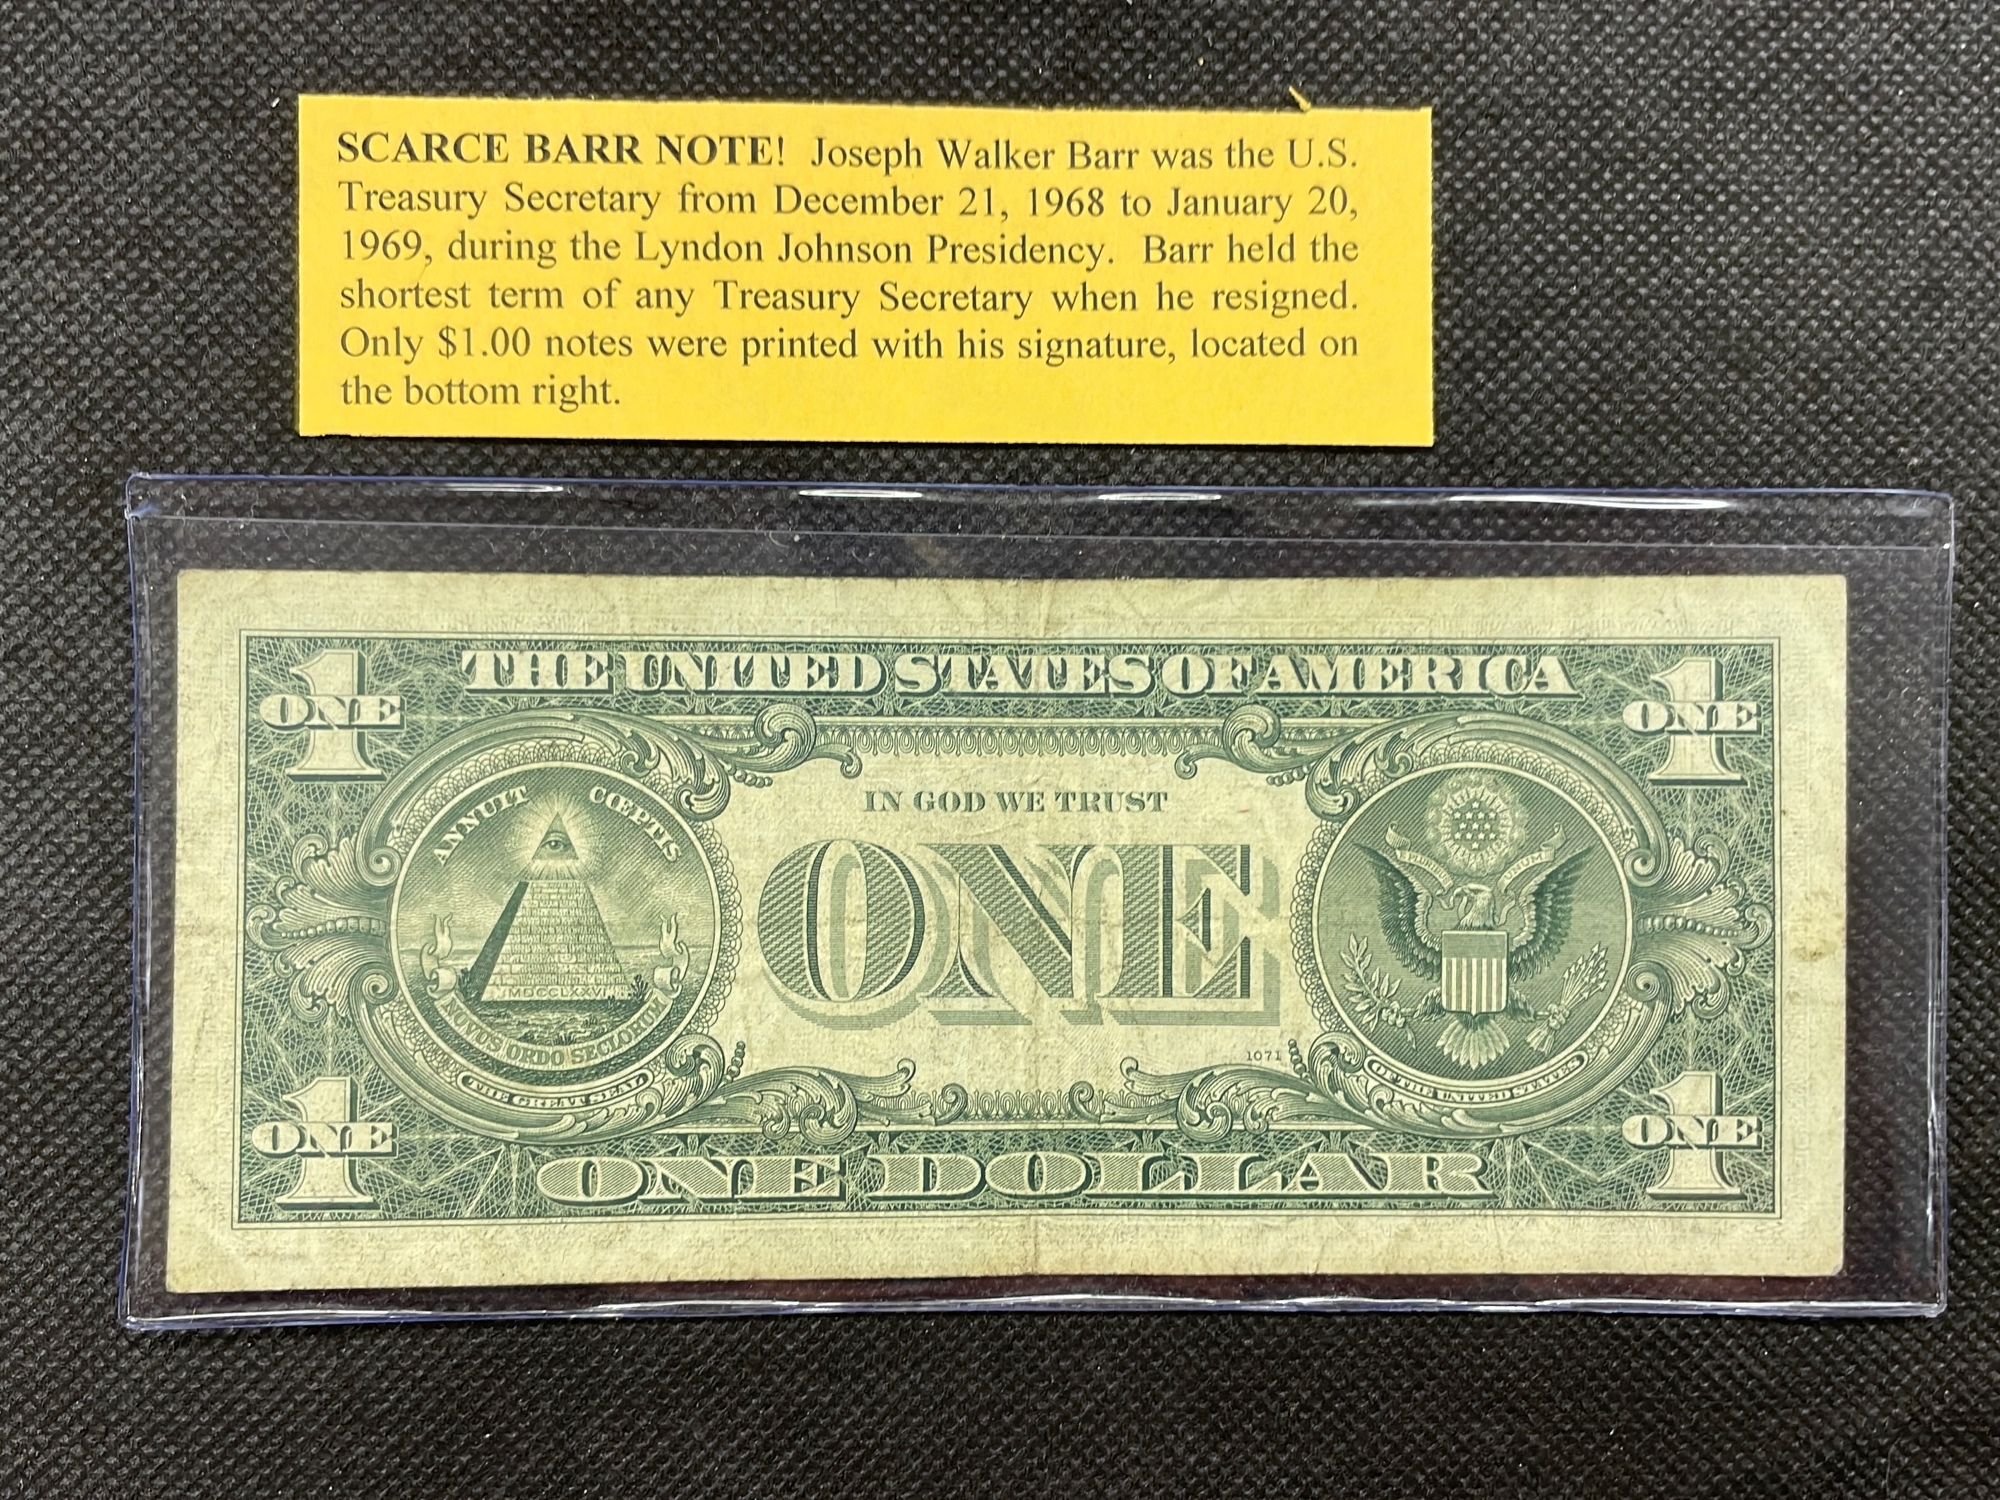 SCARCE BARR NOTE! Joseph Walker Barr was the U.S.
Treasury Secretary from December 21, 1968 to January 20,
1969, during the Lyndon Johnson Presidency. Barr held the
shortest term of any Treasury Secretary when he resigned.
Only $1.00 notes were printed with his signature, located on
the bottom right.
THE UNITED STATES OF AMERICA
1 ONE
1 ONE
ANNUIT CŒPTIS
IN GOD WE TRUST
ONE
MDCCLXXVI
NOVUS ORDO SECLORUM
THE GREAT SEAL
1071
OF THE UNITED STATES
1 ONE
1 ONE
ONE DOLLAR